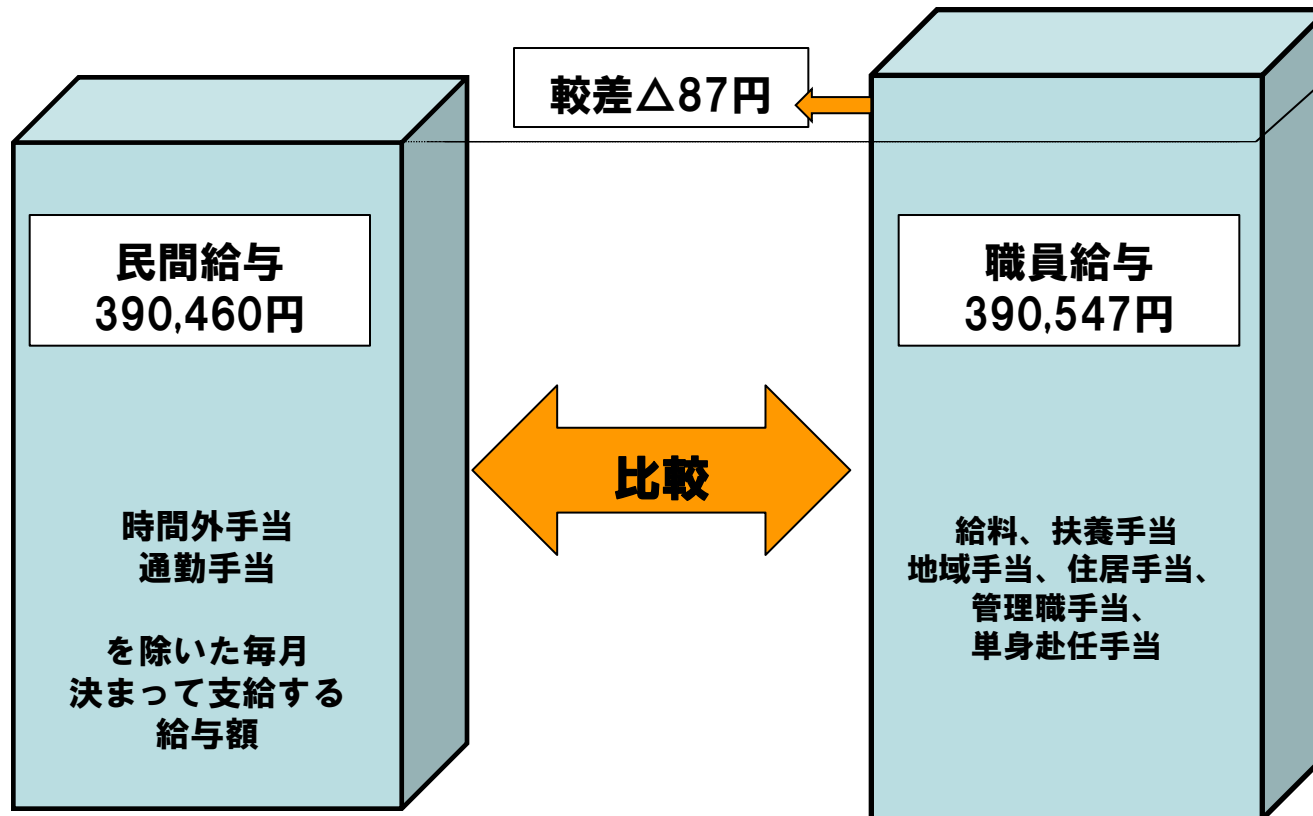 較差△87円
民間給与
390,460円
時間外手当
通勤手当
を除いた毎月
決まって支給する
給与額
比較
職員給与
390,547円
給料、扶養手当
地域手当、住居手当、
管理職手当、
単身赴任手当